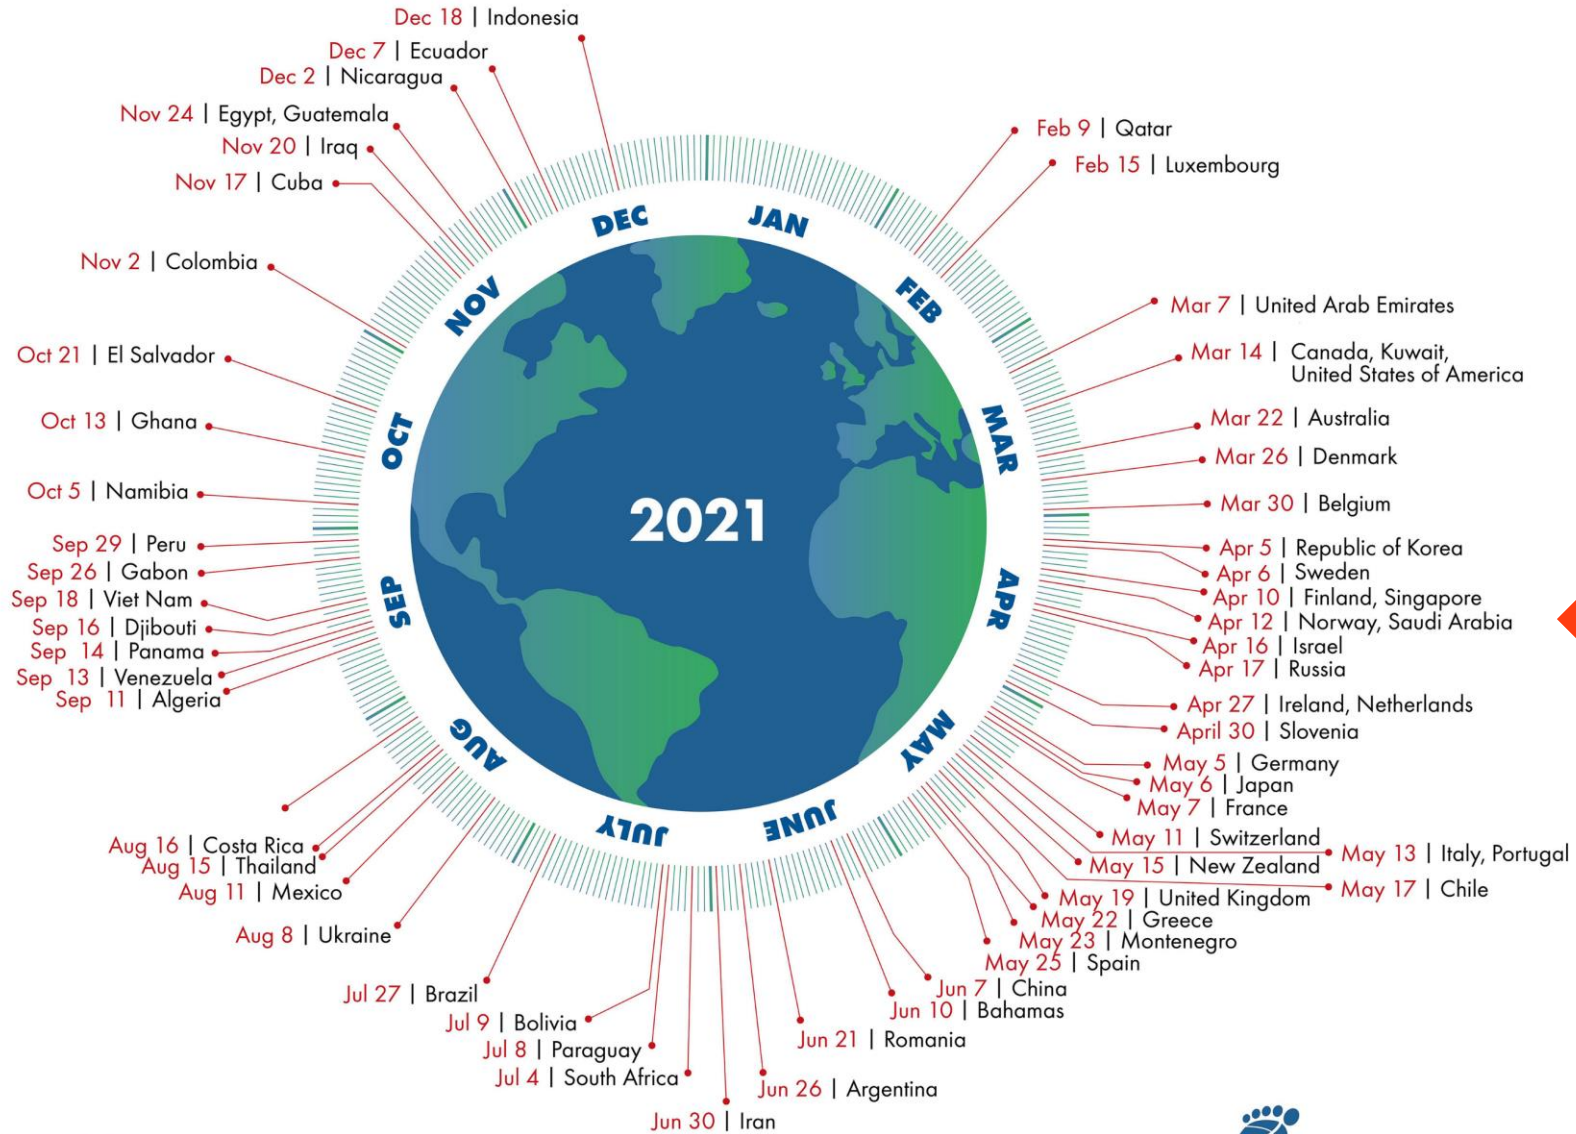 Dec 18 | Indonesia
Dec 7 | Ecuador
Dec 2 | Nicaragua
Nov 24 | Egypt, Guatemala
Nov 20 | Iraq
Nov 17 | Cuba
Nov 2 | Colombia
Oct 21 | El Salvador
Oct 13 | Ghana
Oct 5 | Namibia
Sep 29 | Peru
Sep 26 | Gabon
Sep 18 | Viet Nam
Sep 16 | Djibouti
Sep 14 | Panama
Sep 13 | Venezuela
Sep 11 | Algeria
Aug 16 | Costa Rica
Aug 15 | Thailand
Aug 11 | Mexico
Aug 8 | Ukraine
Jul 27 | Brazil
Jul 9 | Bolivia
Jul 8 | Paraguay
Jul 4 | South Africa
Jun 30 | Iran
Feb 9 | Qatar
Feb 15 | Luxembourg
Mar 7 | United Arab Emirates
Mar 14 | Canada, Kuwait,
United States of America
Mar 22 | Australia
Mar 26 | Denmark
Mar 30 | Belgium
Apr 5 | Republic of Korea
Apr 6 | Sweden
Apr 10 | Finland, Singapore
Apr 12 | Norway, Saudi Arabia
Apr 16 | Israel
Apr 17 | Russia
Apr 27 | Ireland, Netherlands
April 30 | Slovenia
May 5 | Germany
May 6 | Japan
May 7 | France
May 11 | Switzerland
May 13 | Italy, Portugal
May 15 | New Zealand
May 17 | Chile
May 19 | United Kingdom
May 22 | Greece
May 23 | Montenegro
May 25 | Spain
Jun 7 | China
Jun 10 | Bahamas
Jun 21 | Romania
Jun 26 | Argentina
JAN
FEB
MAR
APR
MAY
JUNE
JULY
AUG
SEP
OCT
NOV
DEC
2021